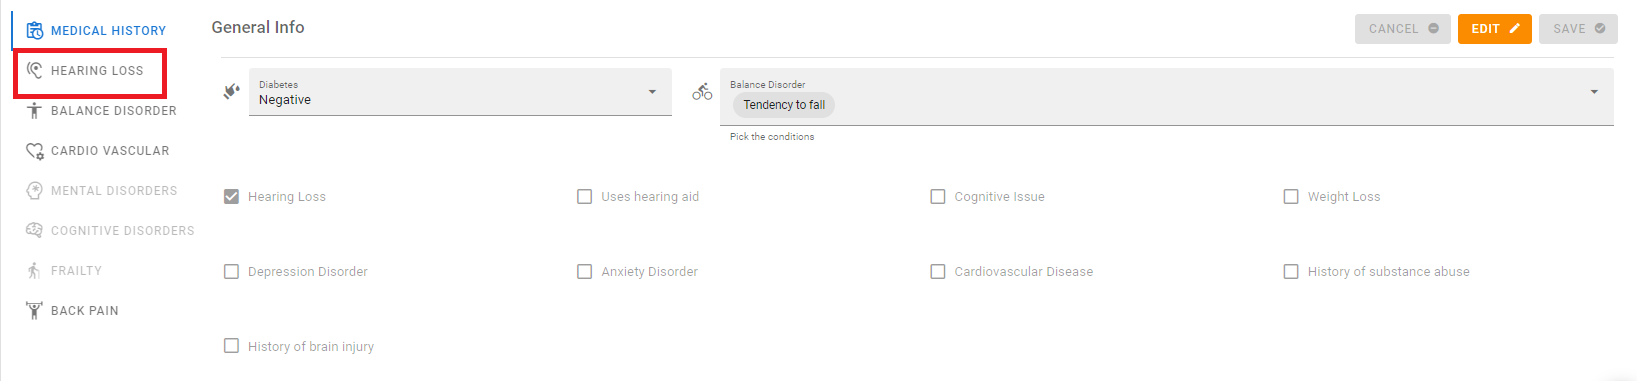 MEDICAL HISTORY
HEARING LOSS
BALANCE DISORDER
CARDIO VASCULAR
MENTAL DISORDERS
COGNITIVE DISORDERS
FRAILTY
BACK PAIN
General Info
CANCEL
EDIT
SAVE
Diabetes
Negative
Balance Disorder
Tendency to fall
Pick the conditions
Hearing Loss
Uses hearing aid
Cognitive Issue
Weight Loss
Depression Disorder
Anxiety Disorder
Cardiovascular Disease
History of substance abuse
History of brain injury